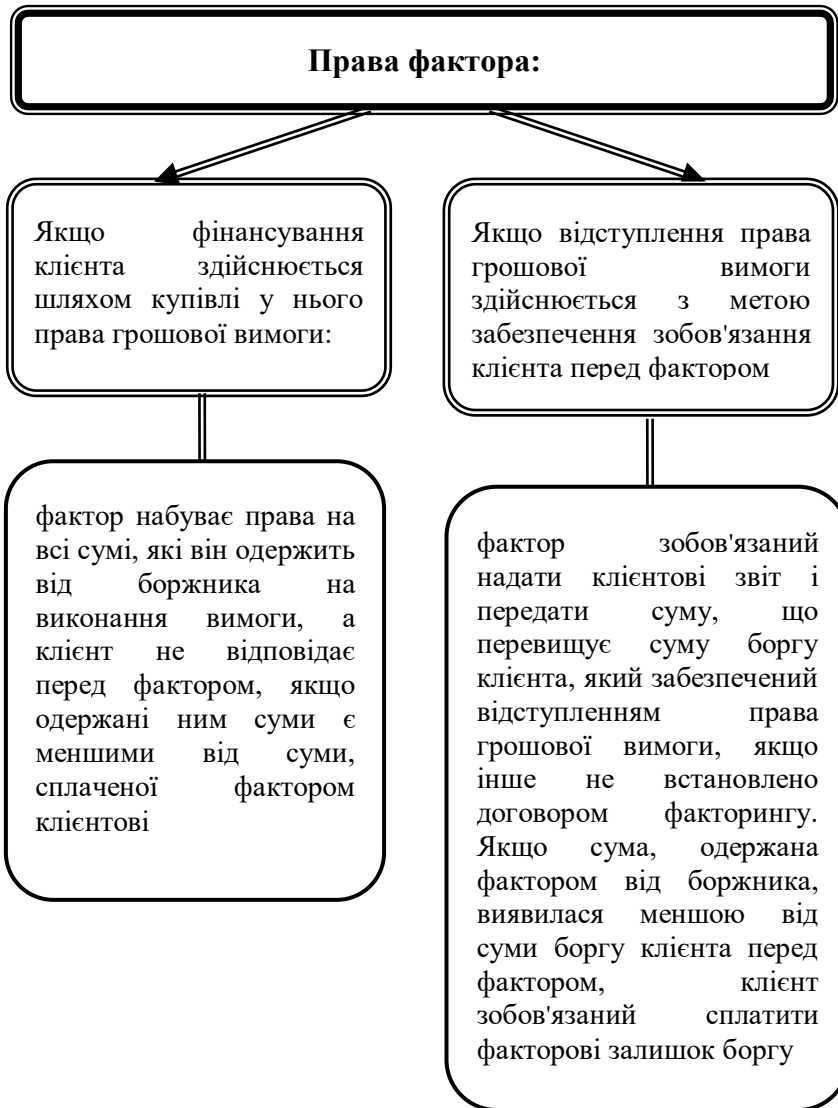 Права фактора:
Якщо фінансування
клієнта здійснюється
шляхом купівлі у нього
права грошової вимоги:
Якщо відступлення права
грошової вимоги
здійснюється з метою
забезпечення зобов'язання
клієнта перед фактором
фактор набуває права на
всі сумі, які він одержить
від боржника на
виконання вимоги, а
клієнт не відповідає
перед фактором, якщо
одержані ним суми є
меншими від суми,
сплаченої фактором
клієнтові
фактор зобов'язаний
надати клієнтові звіт і
передати суму, що
перевищує суму боргу
клієнта, який забезпечений
відступленням права
грошової вимоги, якщо
інше не встановлено
договором факторингу.
Якщо сума, одержана
фактором від боржника,
виявилася меншою від
суми боргу клієнта перед
фактором, клієнт
зобов'язаний сплатити
факторові залишок боргу